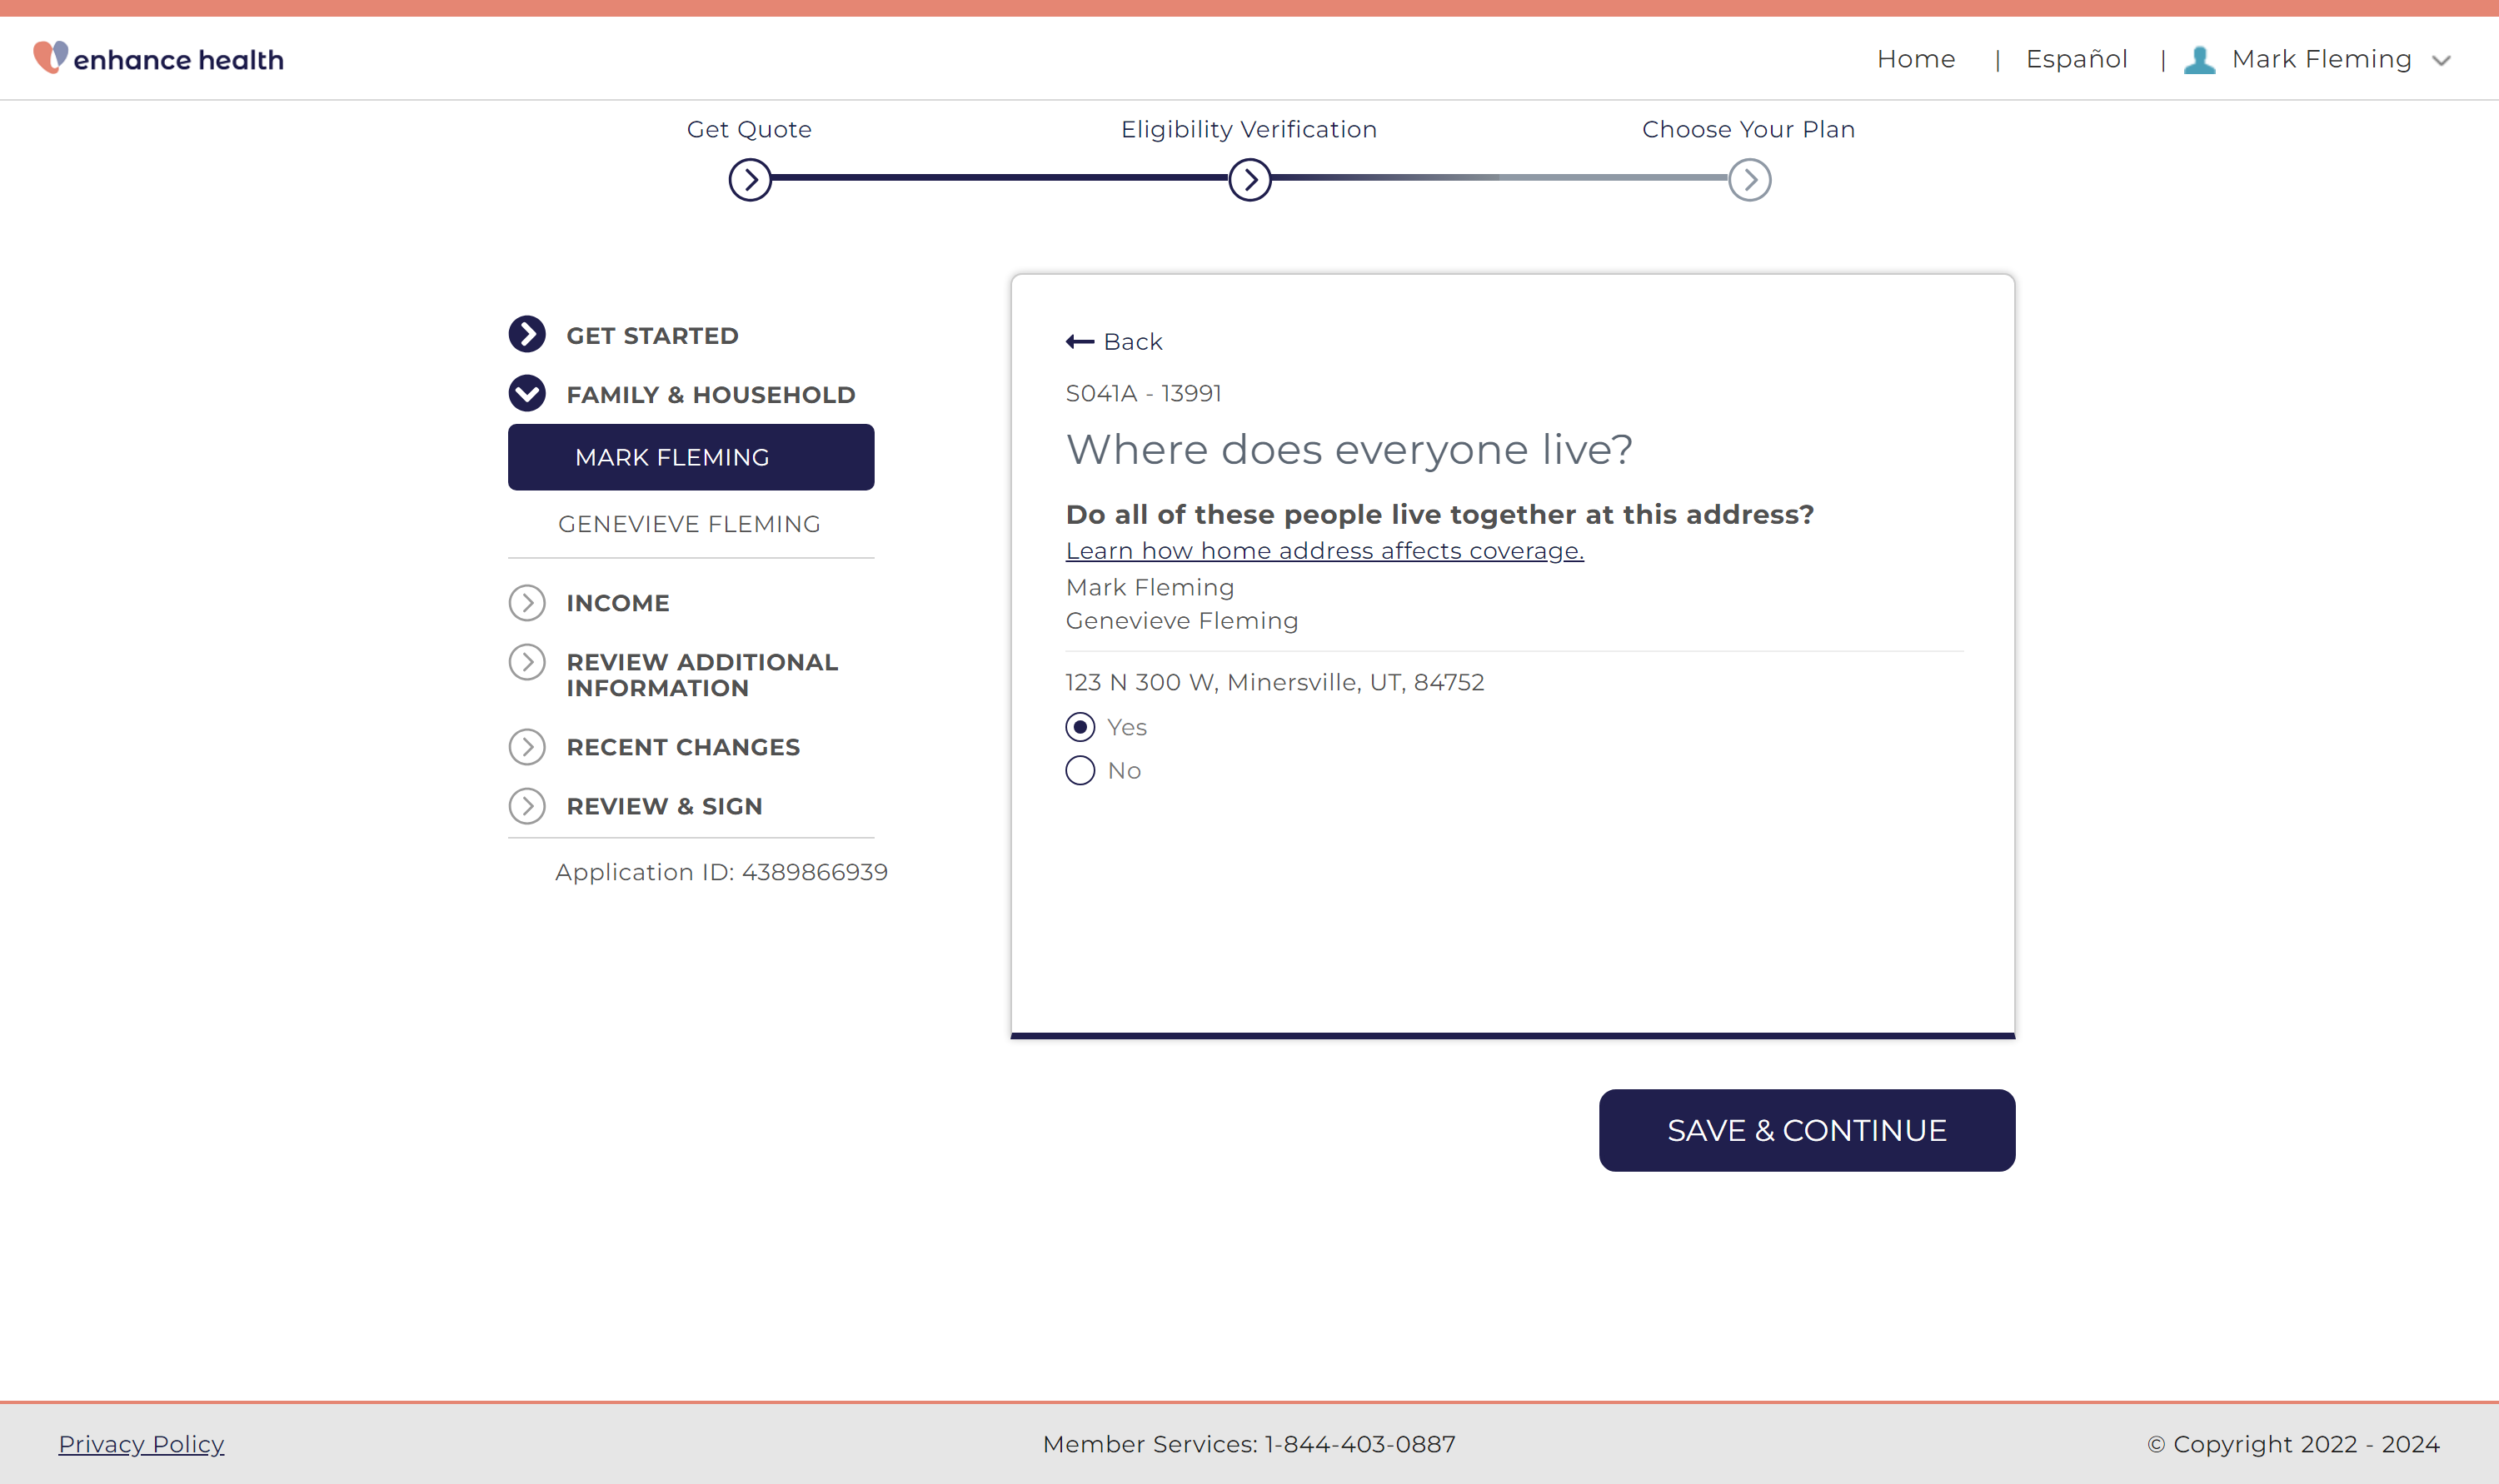 enhance health
Home | Español | Mark Fleming
Get Quote
Eligibility Verification
Choose Your Plan
GET STARTED
FAMILY & HOUSEHOLD
MARK FLEMING
GENEVIEVE FLEMING
INCOME
REVIEW ADDITIONAL
INFORMATION
RECENT CHANGES
REVIEW & SIGN
Application ID: 4389866939
Back
S041A - 13991
Where does everyone live?
Do all of these people live together at this address?
Learn how home address affects coverage.
Mark Fleming
Genevieve Fleming
123 N 300 W, Minersville, UT, 84752
Yes
No
SAVE & CONTINUE
Privacy Policy
Member Services: 1-844-403-0887
© Copyright 2022 - 2024